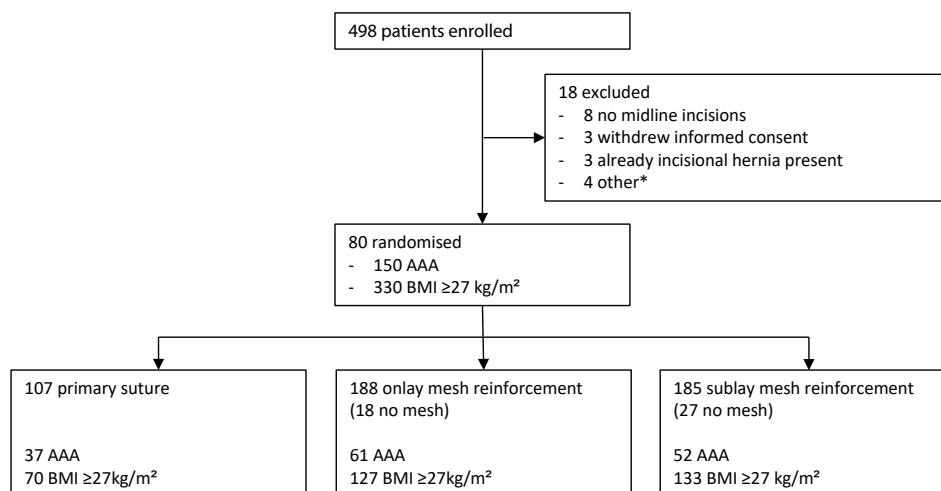 498 patients enrolled
18 excluded
- 8 no midline incisions
- 3 withdrew informed consent
- 3 already incisional hernia present
- 4 other*
80 randomised
- 150 AAA
- 330 BMI ≥27 kg/m²
107 primary suture
37 AAA
70 BMI ≥27kg/m²
188 onlay mesh reinforcement
(18 no mesh)
61 AAA
127 BMI ≥27kg/m²
185 sublay mesh reinforcement
(27 no mesh)
52 AAA
133 BMI ≥27 kg/m²